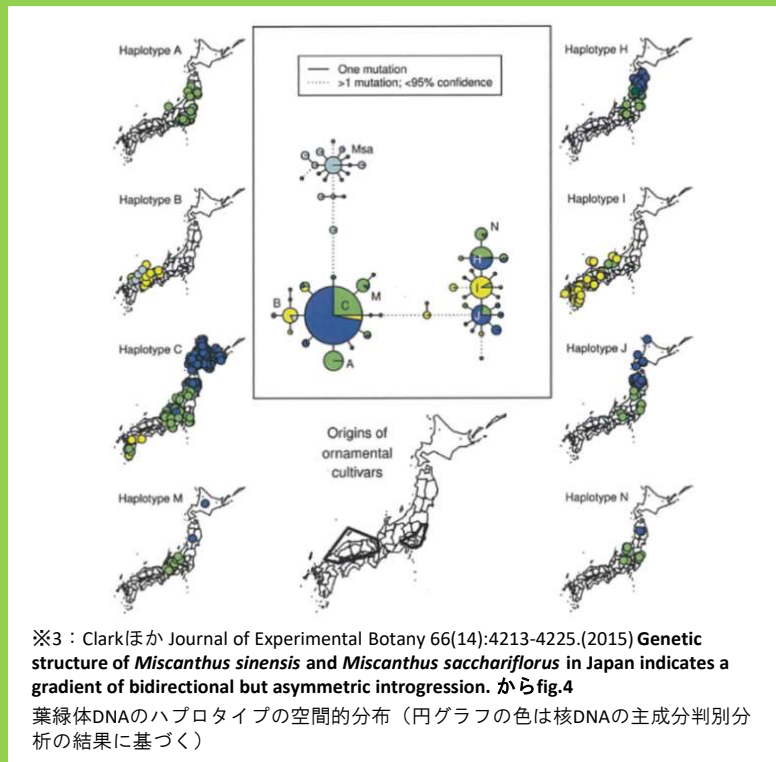 Haplotype A
Haplotype H
One mutation
>1 mutation; <95% confidence
Msa
Haplotype B
Haplotype I
N
H
I
J
B
C
M
A
Haplotype C
Haplotype J
Origins of
ornamental
cultivars
Haplotype M
Haplotype N
※3：Clarkほか Journal of Experimental Botany 66(14):4213-4225.(2015) Genetic
structure of Miscanthus sinensis and Miscanthus sacchariflorus in Japan indicates a
gradient of bidirectional but asymmetric introgression. からfig.4
葉緑体DNAのハプロタイプの空間的分布（円グラフの色は核DNAの主成分判別分
析の結果に基づく）